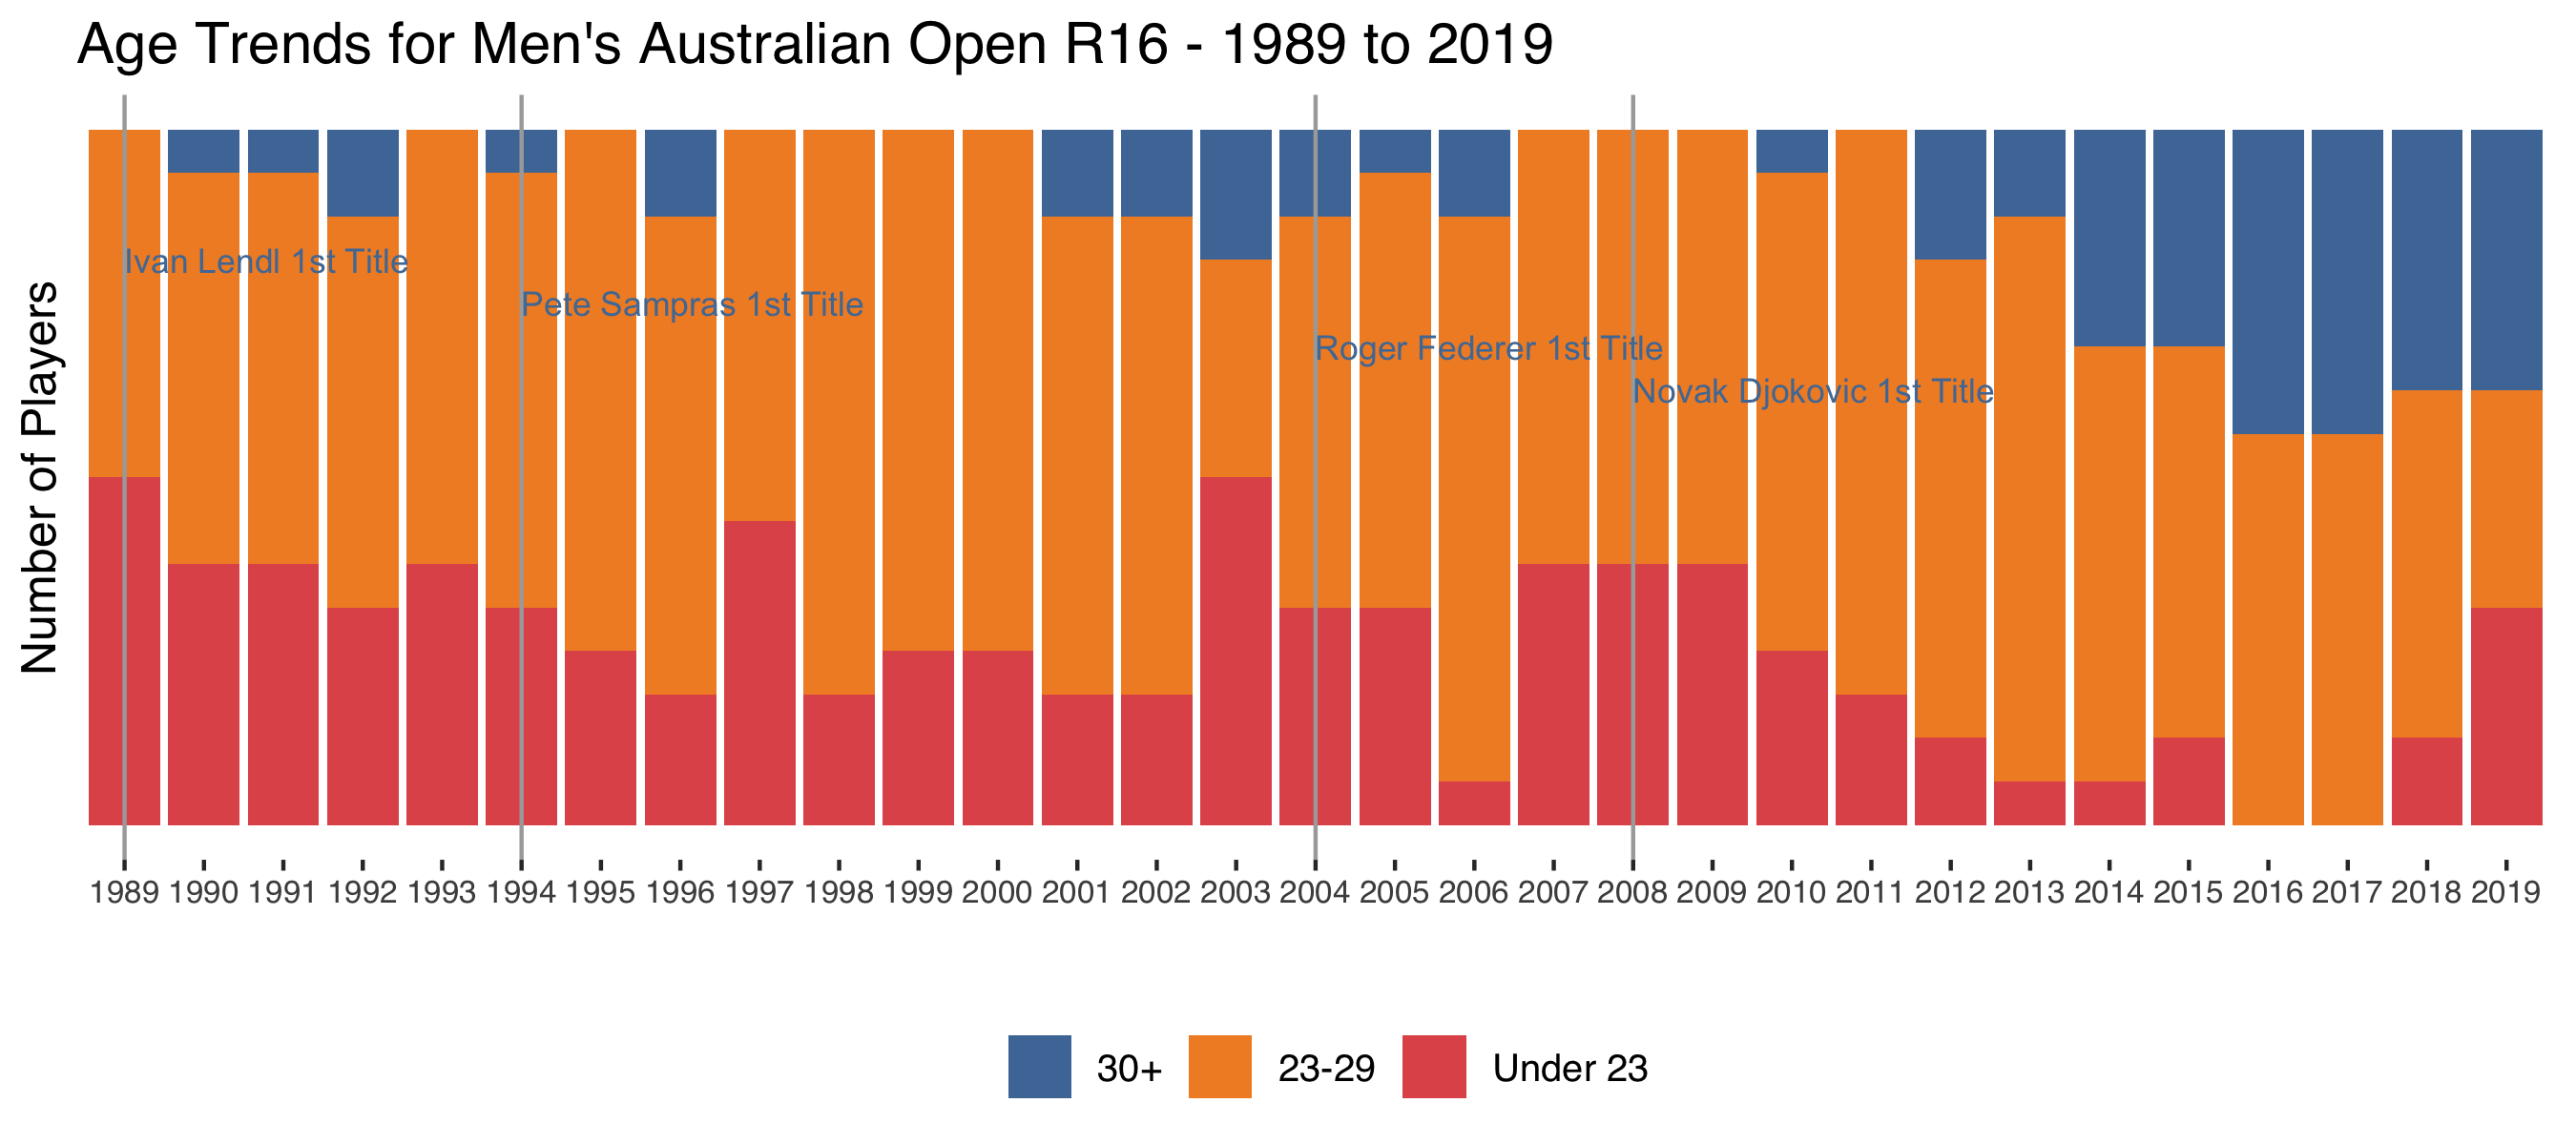 Age Trends for Men's Australian Open R16 - 1989 to 2019
Number of Players
Ivan Lendl 1st Title
Pete Sampras 1st Title
Roger Federer 1st Title
Novak Djokovic 1st Title
1989 1990 1991 1992 1993 1994 1995 1996 1997 1998 1999 2000 2001 2002 2003 2004 2005 2006 2007 2008 2009 2010 2011 2012 2013 2014 2015 2016 2017 2018 2019
30+ 23-29 Under 23